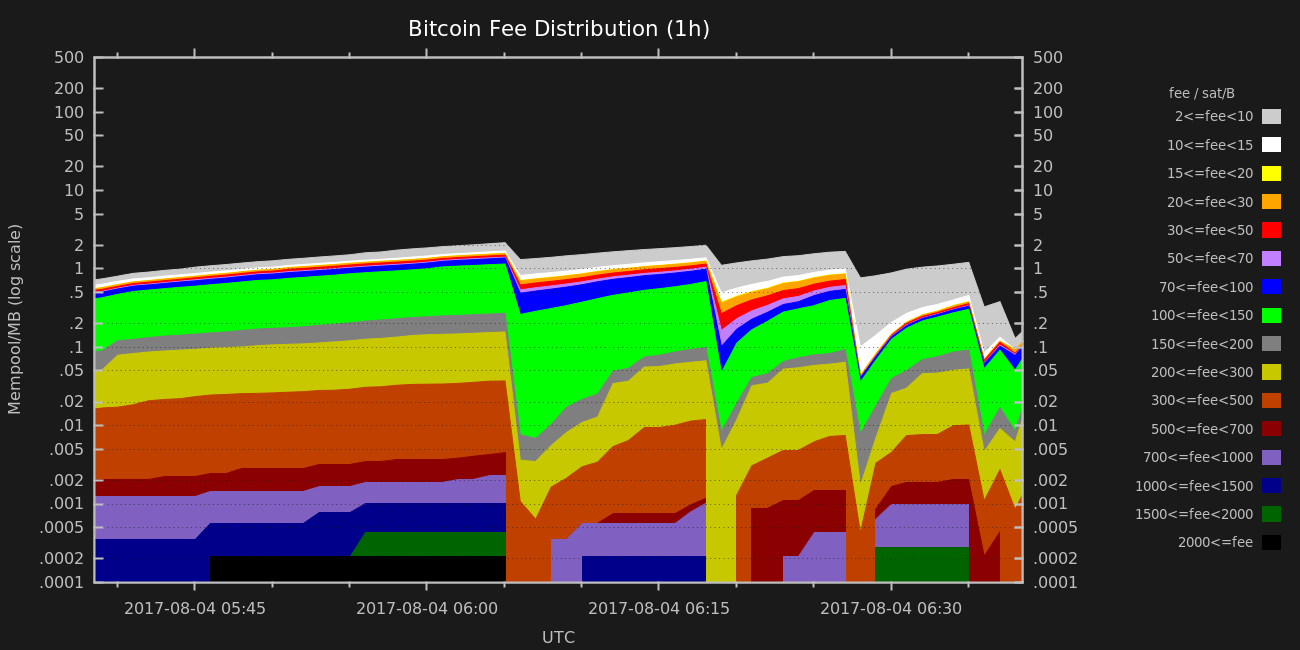 Bitcoin Fee Distribution (1h)
500
200
100
50
20
10
5
2
1
.5
.2
.1
.05
.02
.01
.005
.002
.001
.0005
.0002
.0001
Mempool/MB (log scale)
500
200
100
50
20
10
5
2
1
.5
.2
.1
.05
.02
.01
.005
.002
.001
.0005
.0002
.0001
2017-08-04 05:45
2017-08-04 06:00
2017-08-04 06:15
2017-08-04 06:30
UTC
fee / sat/B
2<=fee<10
10<=fee<15
15<=fee<20
20<=fee<30
30<=fee<50
50<=fee<70
70<=fee<100
100<=fee<150
150<=fee<200
200<=fee<300
300<=fee<500
500<=fee<700
700<=fee<1000
1000<=fee<1500
1500<=fee<2000
2000<=fee